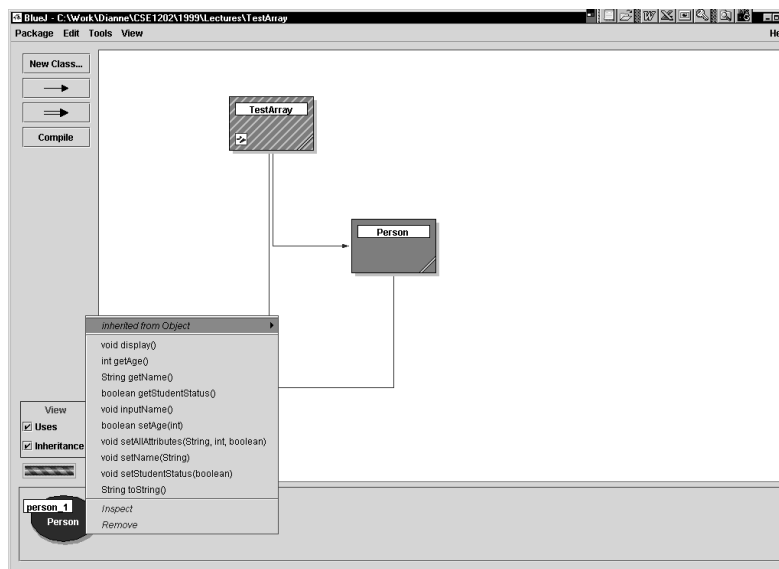 BlueJ - C:\Work\Dianne\CSE1202\1999\Lectures\TestArray
Package Edit Tools View
New Class...
Compile
TestArray
Person
Inherited from Object
void display()
int getAge()
String getName()
boolean getStudentStatus()
void inputName()
boolean setAge(int)
void setAllAttributes(String, int, boolean)
void setName(String)
void setStudentStatus(boolean)
String toString()
Inspect
Remove
View
Uses
Inheritance
person_1
Person